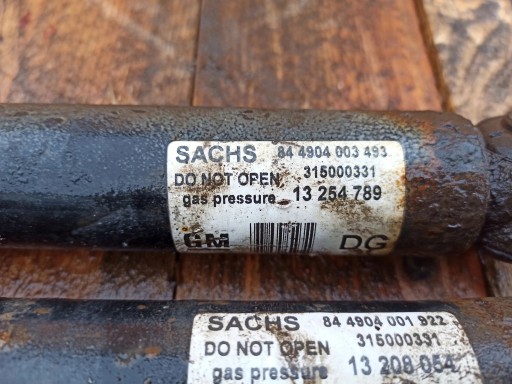 SACHS 84 4904 003 493
DO NOT OPEN 315000331
gas pressure 13 254 789
GM DG
SACHS 84 4904 001 922
DO NOT OPEN 315000331
gas pressure 13 208 054